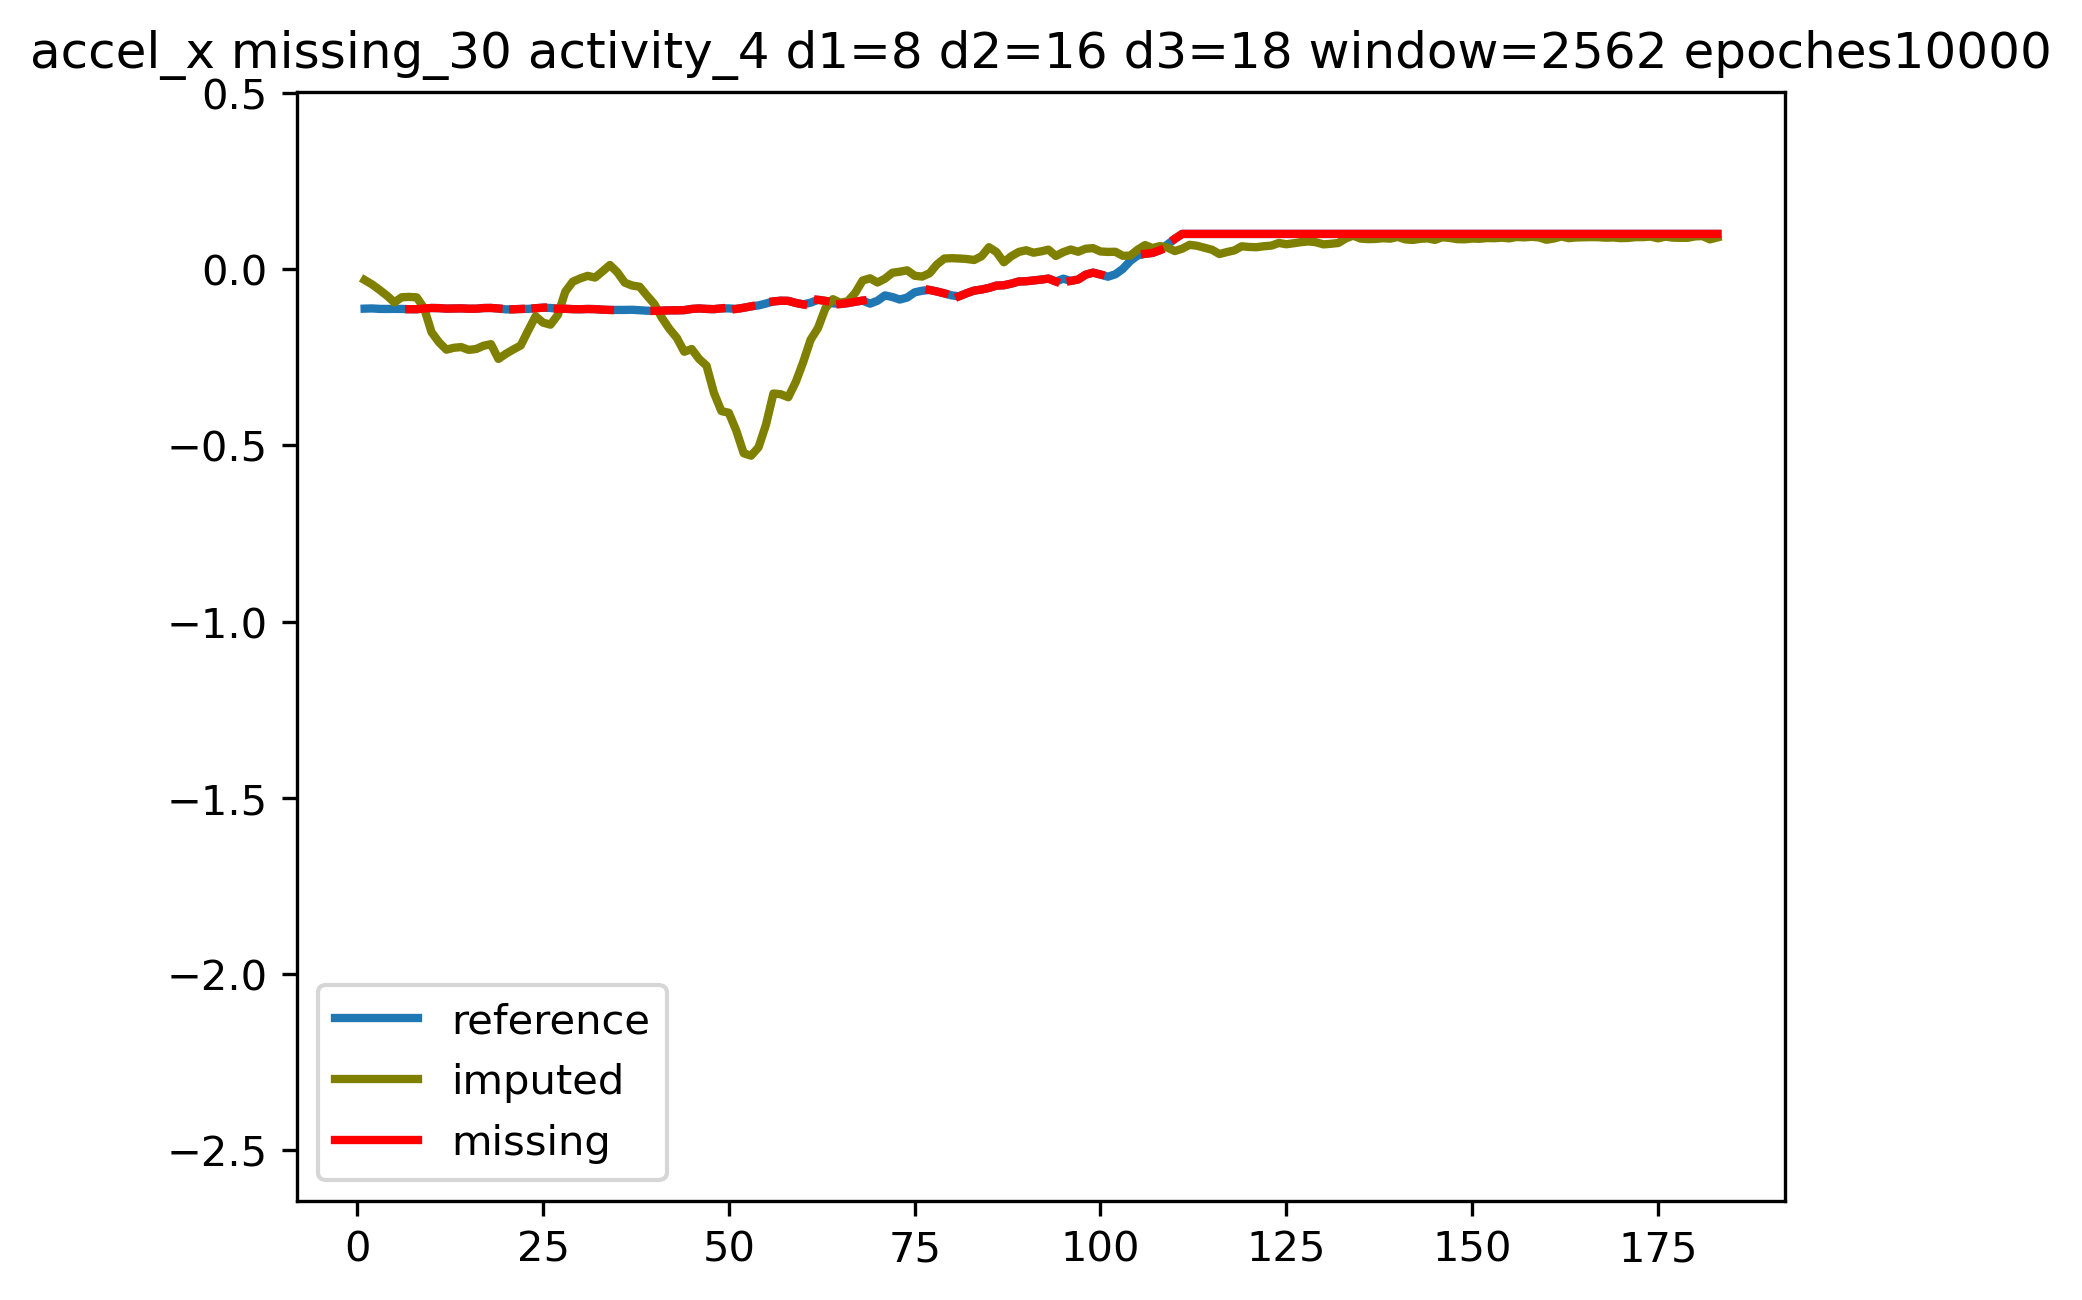 accel_x missing_30 activity_4 d1=8 d2=16 d3=18 window=2562 epoches10000
0.5
0.0
−0.5
−1.0
−1.5
−2.0
−2.5
reference
imputed
missing
0 25 50 75 100 125 150 175